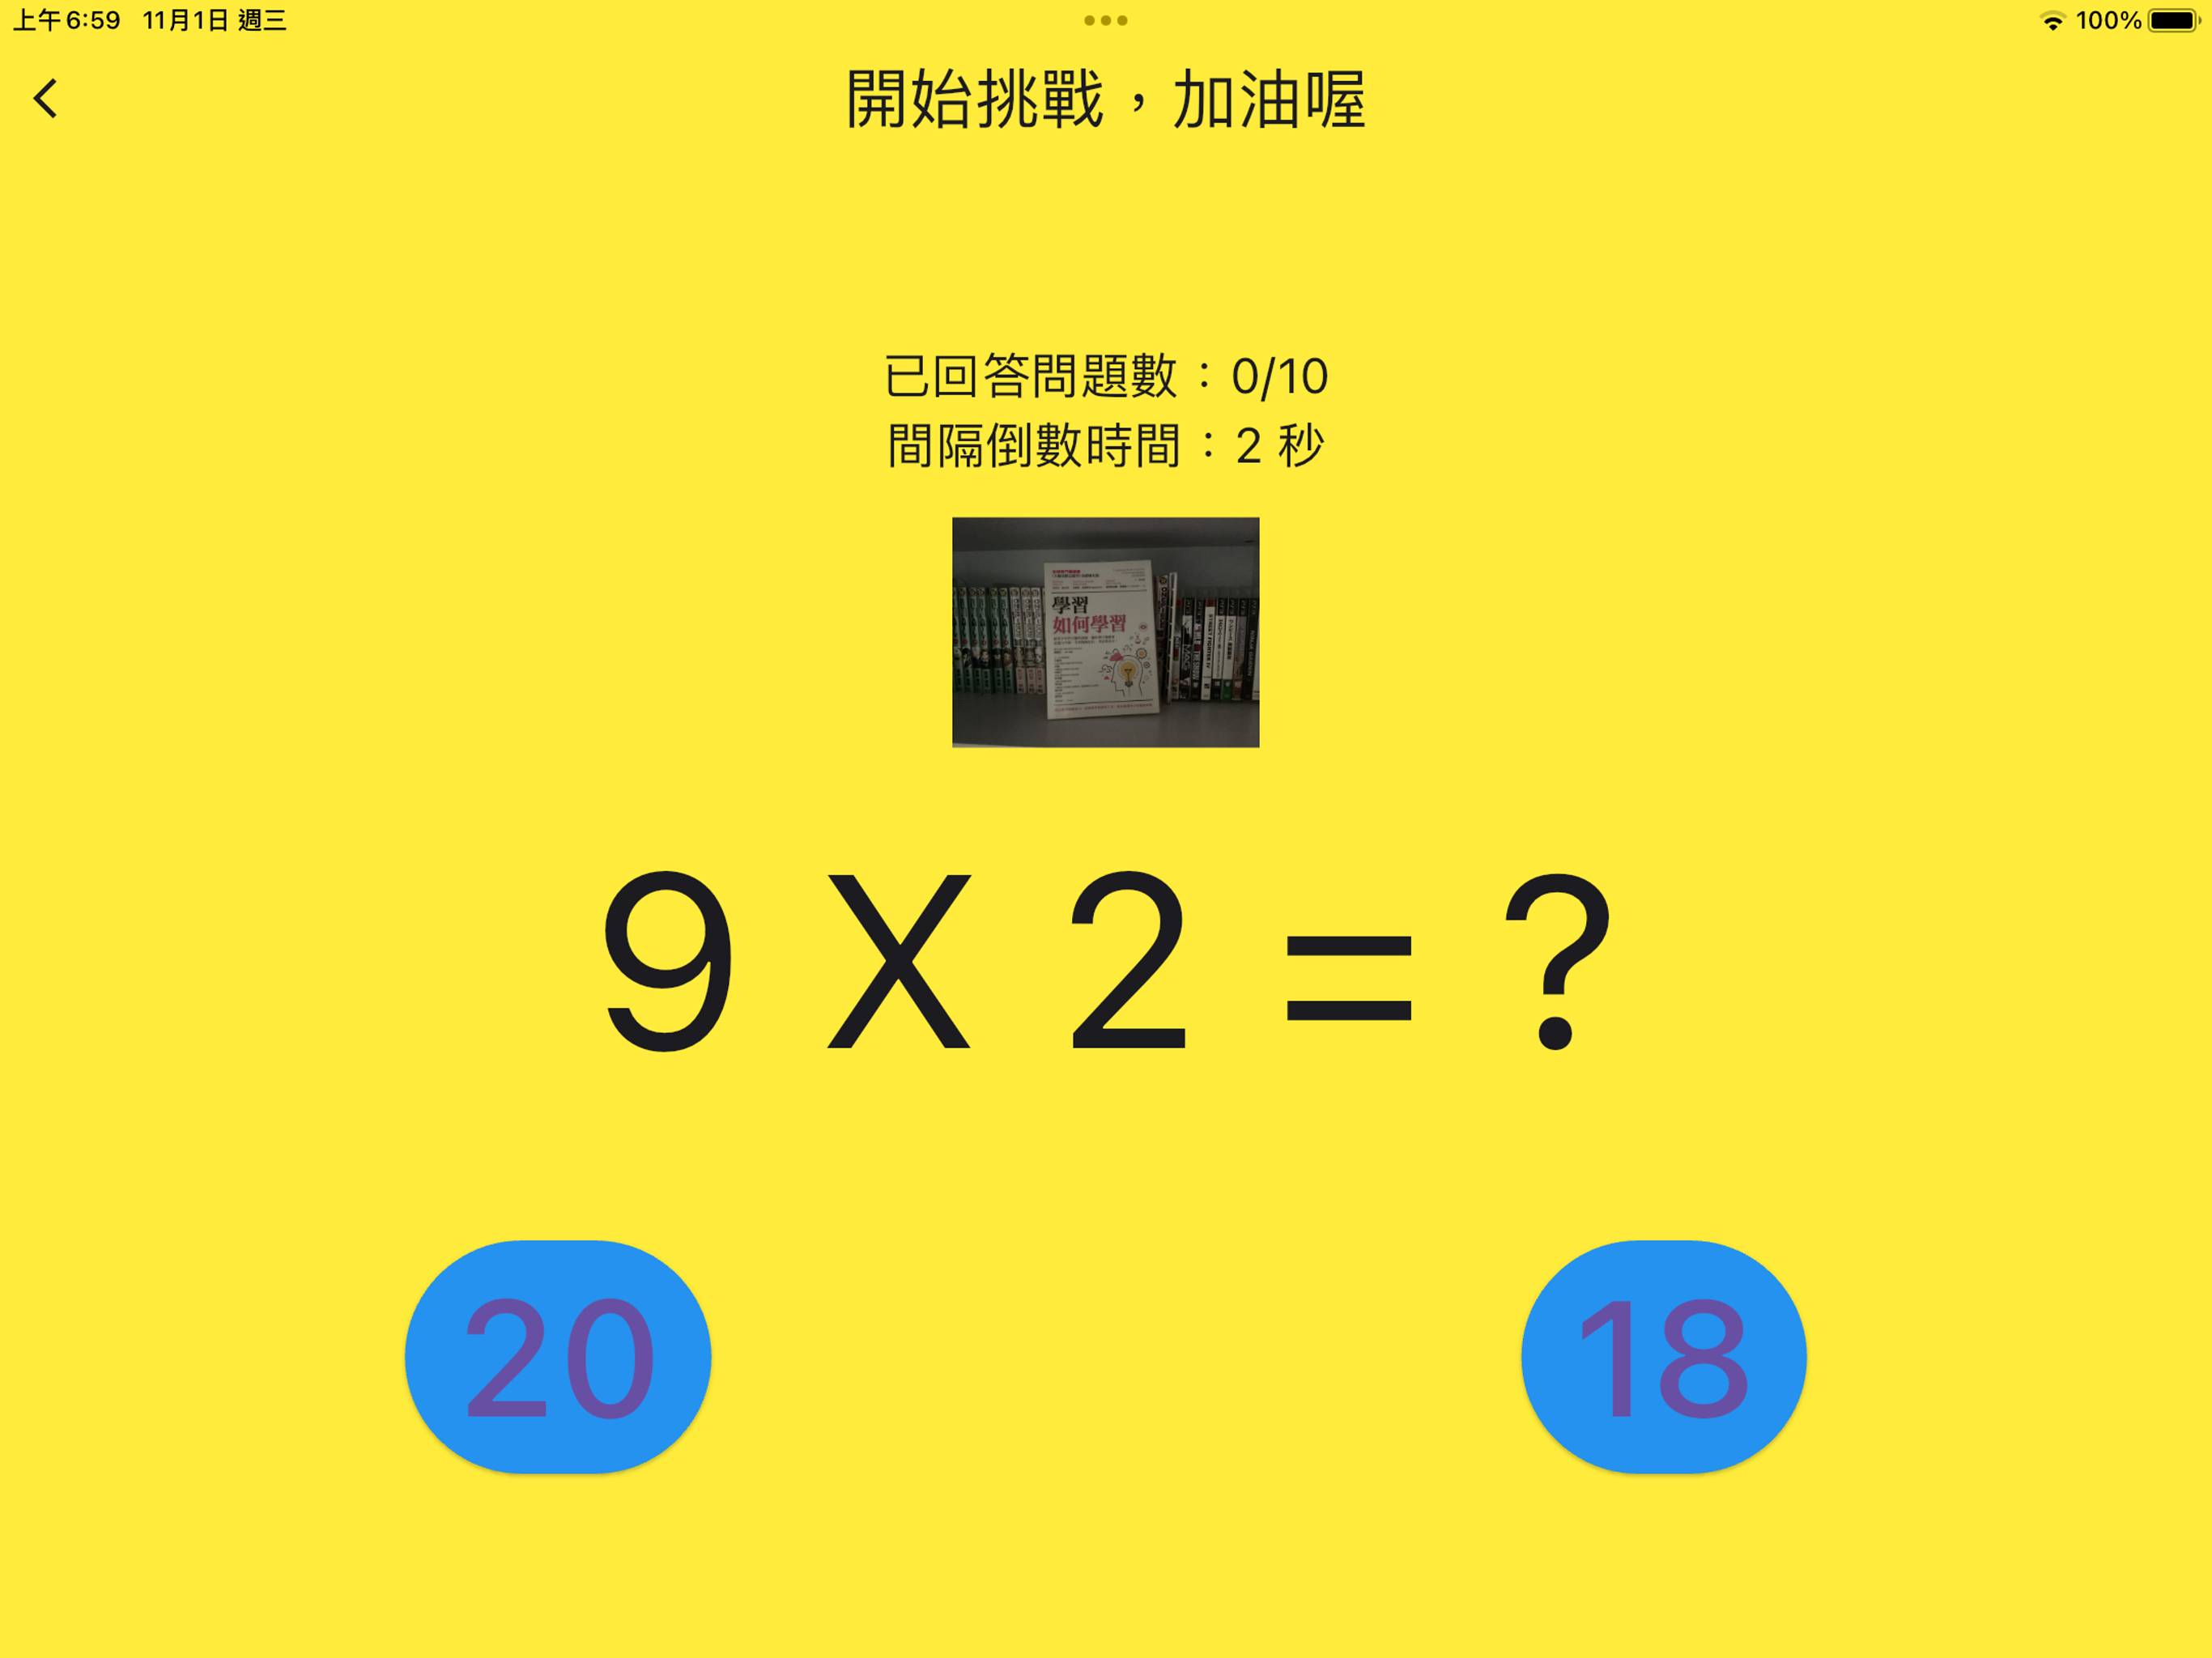 上午6:59 11月1日 週三
100%
開始挑戰，加油喔
已回答問題數：0/10
間隔倒數時間：2 秒
學習
如何學習
9 X 2 = ?
20
18